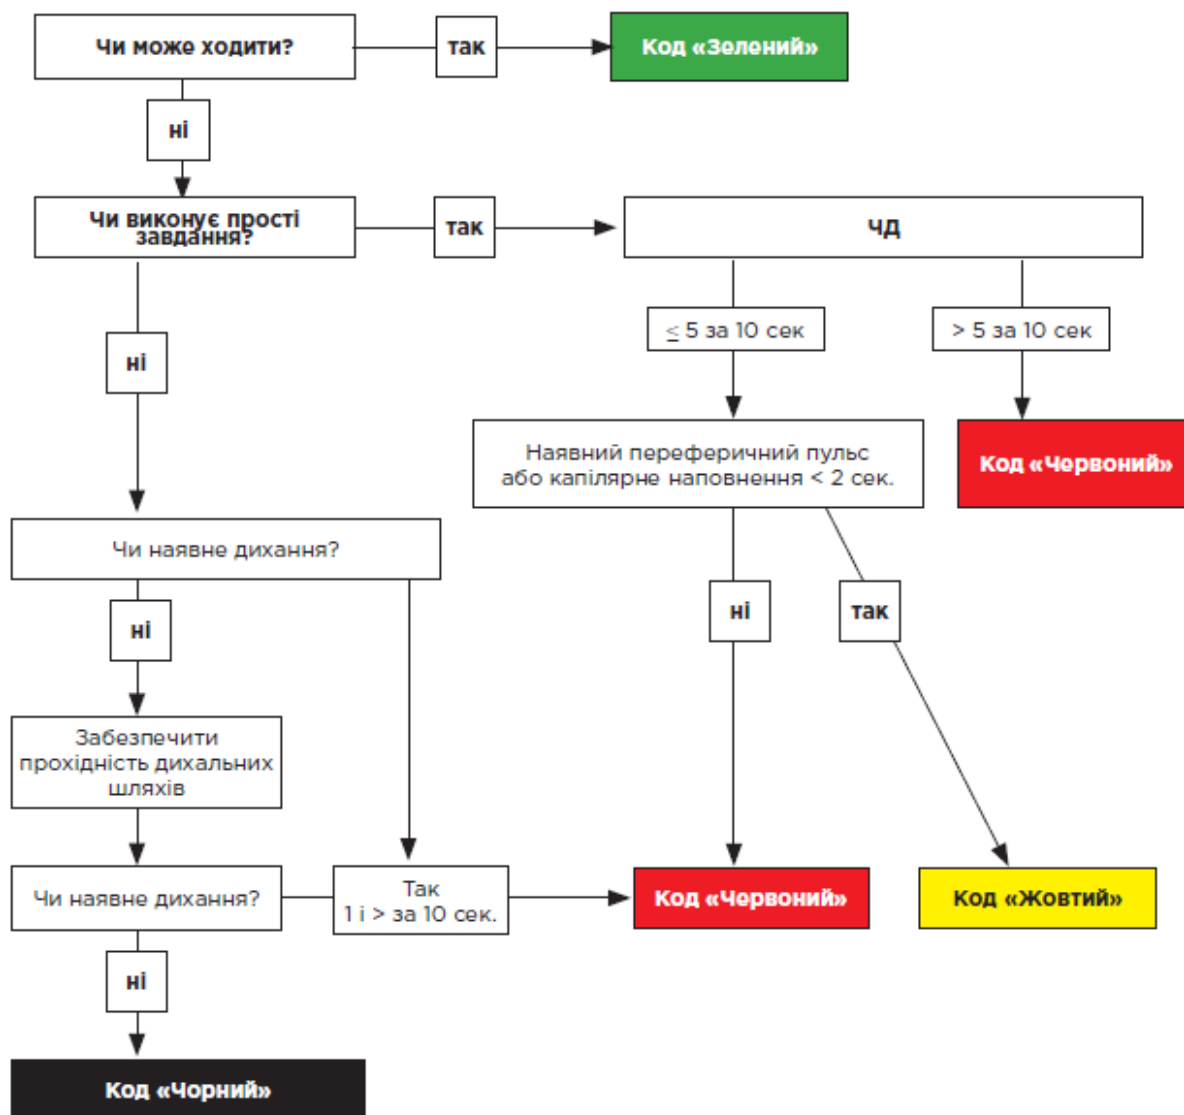 Чи може ходити?
так
Код «Зелений»
ні
Чи виконує прості
завдання?
так
ЧД
ні
≤ 5 за 10 сек
> 5 за 10 сек
Наявний переферичний пульс
або капілярне наповнення < 2 сек.
Код «Червоний»
Чи наявне дихання?
ні
ні
так
Забезпечити
прохідність дихальних
шляхів
Чи наявне дихання?
Так
1 і > за 10 сек.
Код «Червоний»
Код «Жовтий»
ні
Код «Чорний»